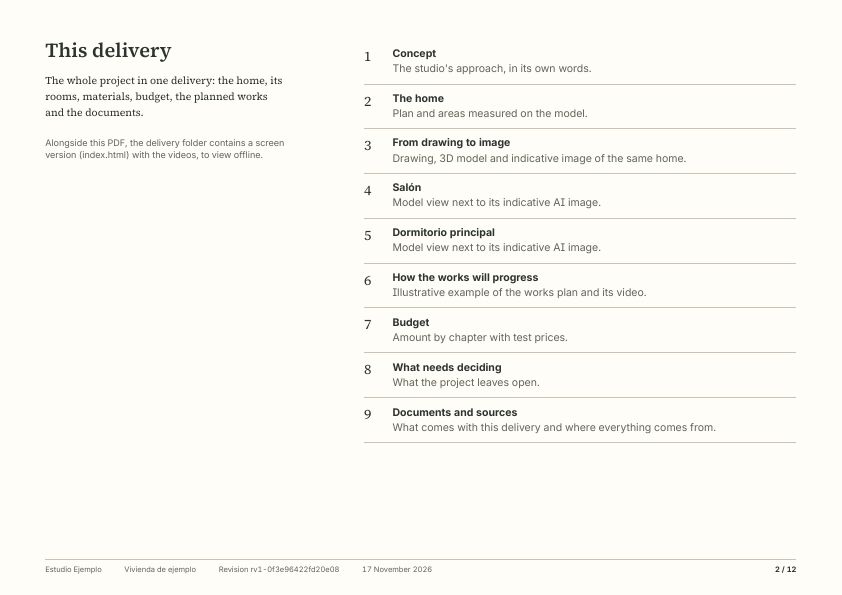 This delivery
The whole project in one delivery: the home, its
rooms, materials, budget, the planned works
and the documents.
Alongside this PDF, the delivery folder contains a screen
version (index.html) with the videos, to view offline.
1 Concept
The studio's approach, in its own words.
2 The home
Plan and areas measured on the model.
3 From drawing to image
Drawing, 3D model and indicative image of the same home.
4 Salón
Model view next to its indicative AI image.
5 Dormitorio principal
Model view next to its indicative AI image.
6 How the works will progress
Illustrative example of the works plan and its video.
7 Budget
Amount by chapter with test prices.
8 What needs deciding
What the project leaves open.
9 Documents and sources
What comes with this delivery and where everything comes from.
Estudio Ejemplo Vivienda de ejemplo Revision rv1-0f3e96422fd20e08 17 November 2026 2 / 12